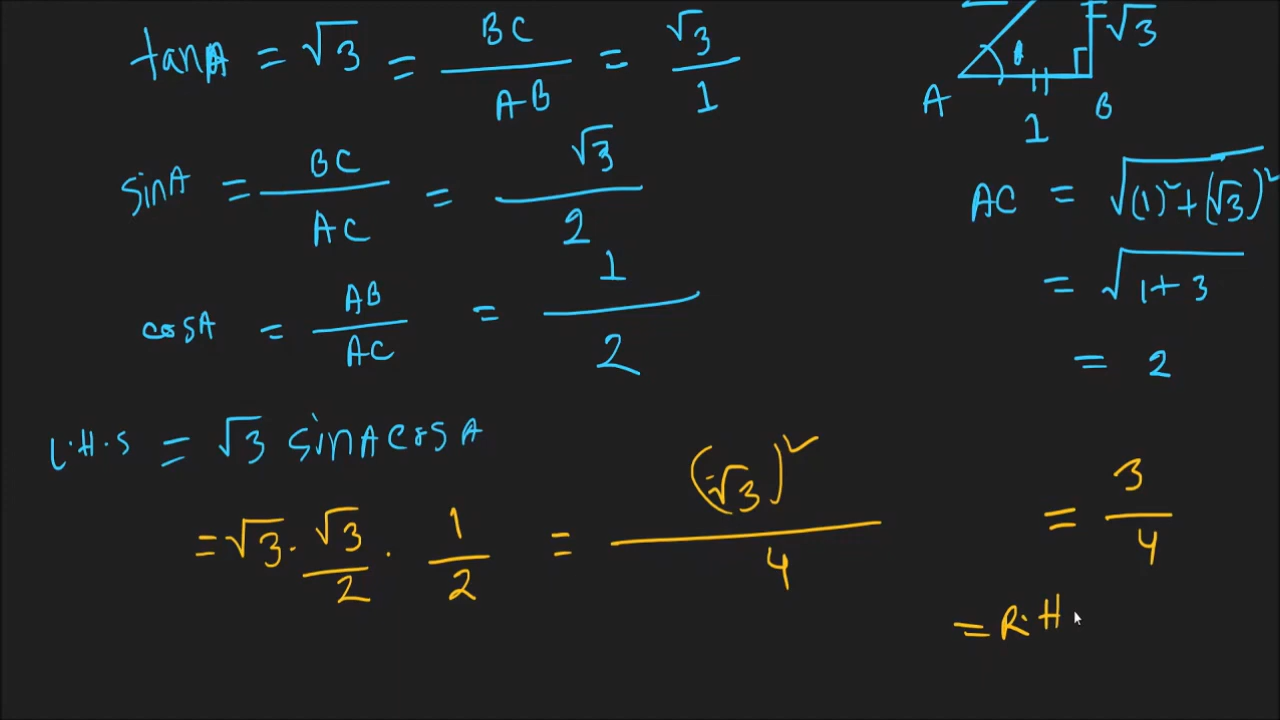 tanA = √3 = BC/AB = √3/1
√3
A 1 B
sinA = BC/AC = √3/2
AC = √(1)²+(√3)²
= √1+3
cosA = AB/AC = 1/2
= 2
L.H.S = √3 sinAcosA
= √3 · √3/2 · 1/2 = (√3)²/4 = 3/4
= R.H